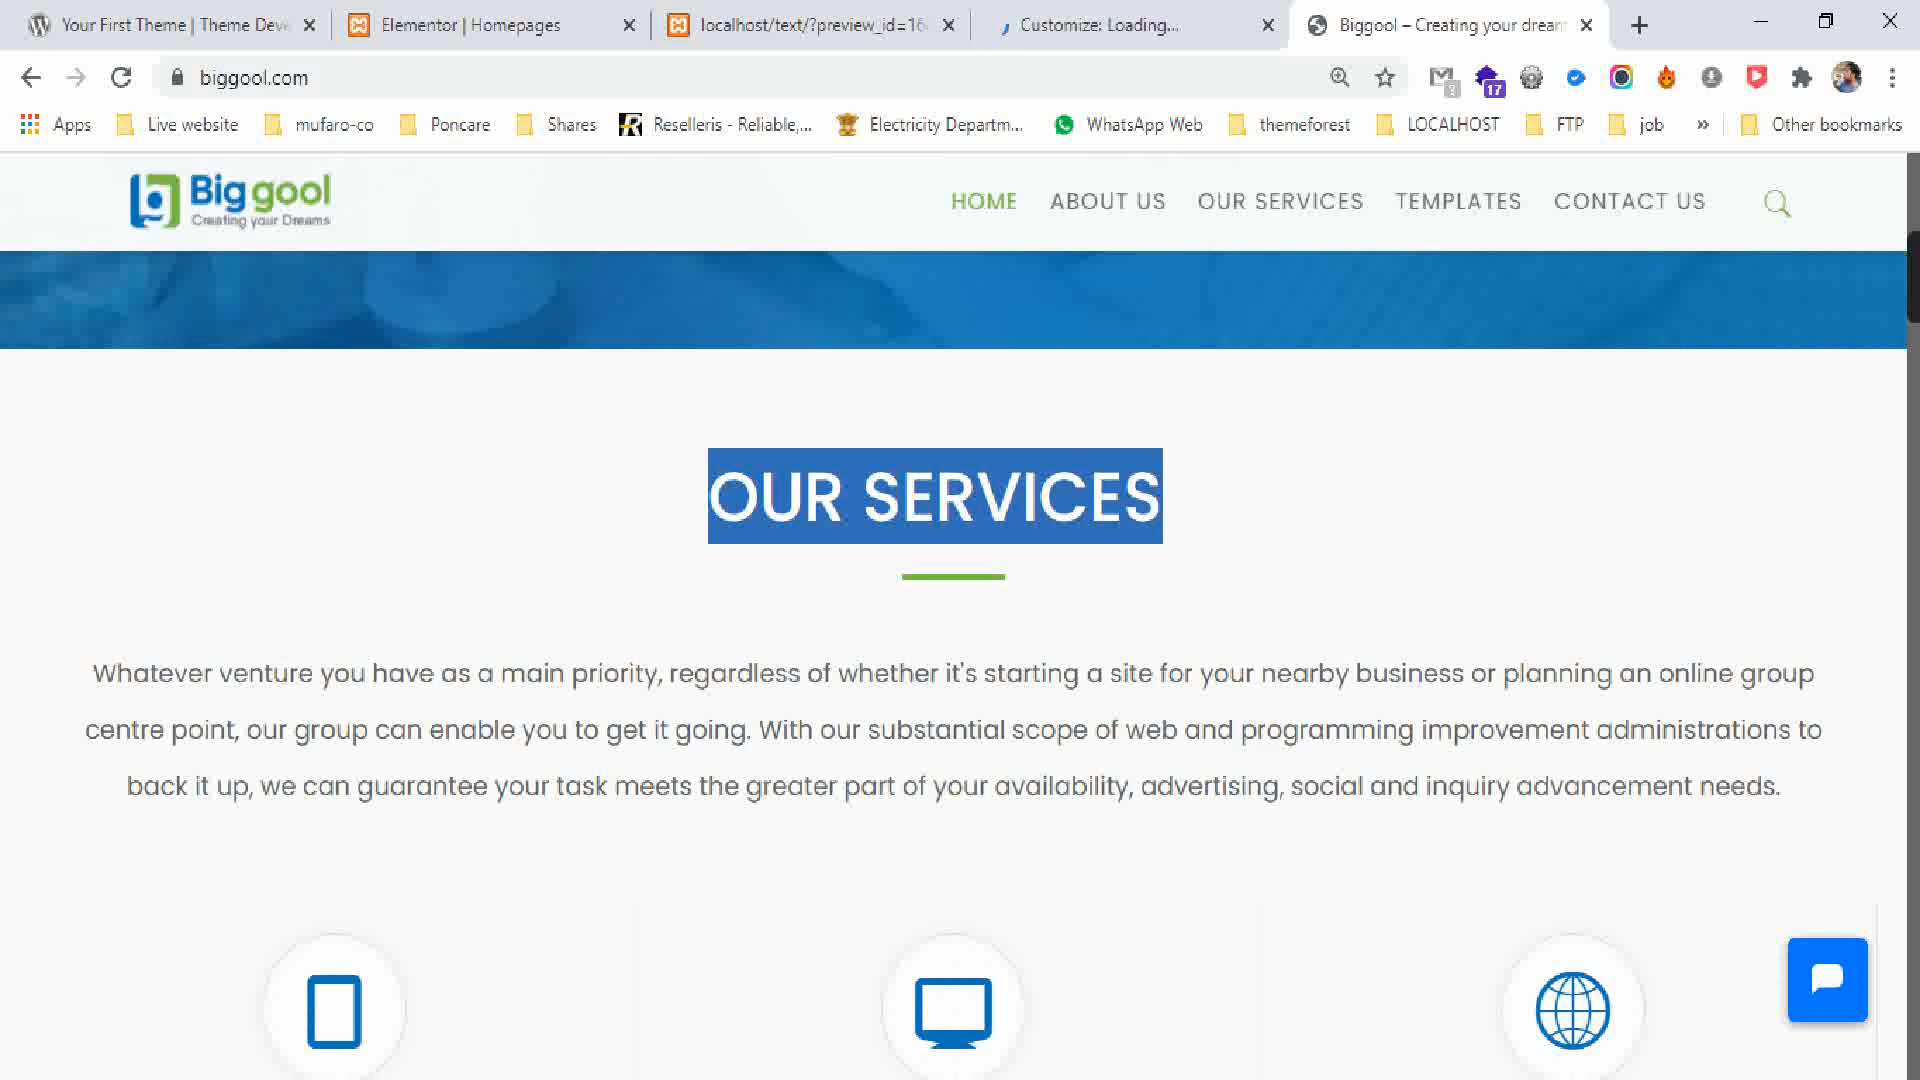 Your First Theme | Theme Deve
Elementor | Homepages
localhost/text/?preview_id=16
Customize: Loading...
Biggool – Creating your dream
biggool.com
17
Apps
Live website
mufaro-co
Poncare
Shares
Reselleris - Reliable,...
Electricity Departm...
WhatsApp Web
themeforest
LOCALHOST
FTP
job
»
Other bookmarks
Big gool
Creating your Dreams
HOME
ABOUT US
OUR SERVICES
TEMPLATES
CONTACT US
OUR SERVICES
Whatever venture you have as a main priority, regardless of whether it's starting a site for your nearby business or planning an online group
centre point, our group can enable you to get it going. With our substantial scope of web and programming improvement administrations to
back it up, we can guarantee your task meets the greater part of your availability, advertising, social and inquiry advancement needs.